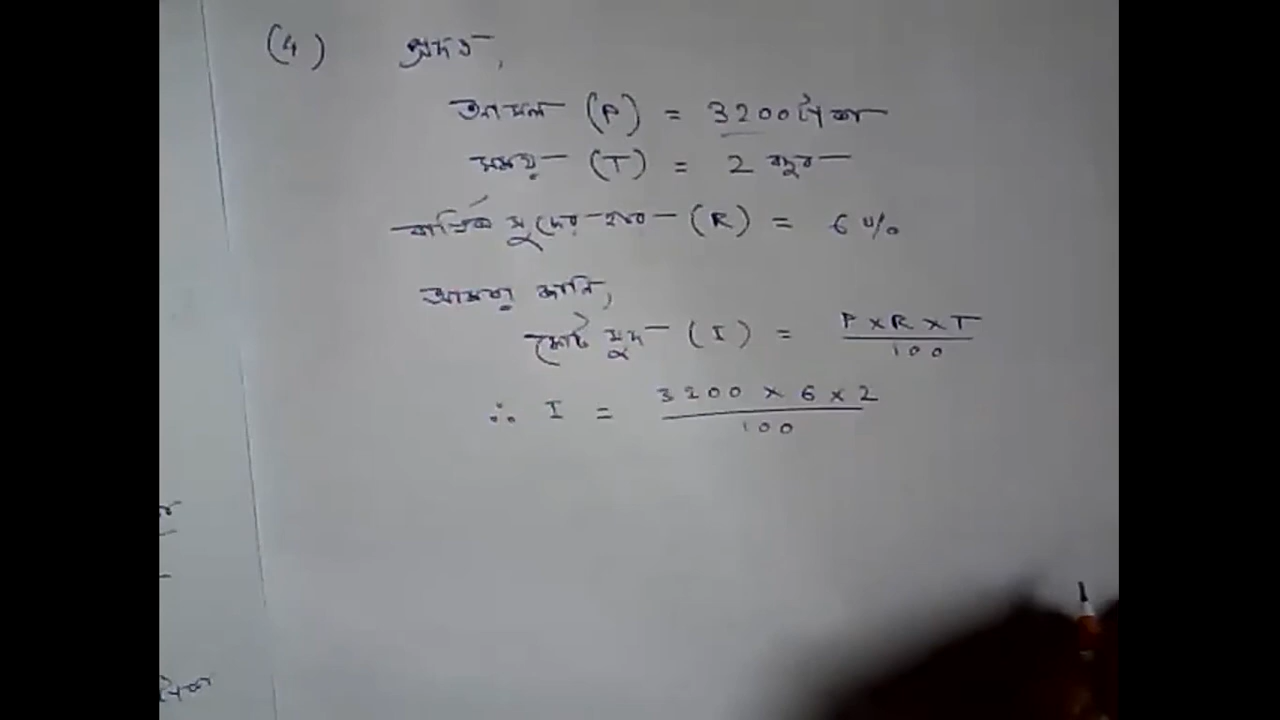 (4) প্রদত্ত,
আসল (P) = 3200 টাকা
সময় (T) = 2 বছর
বার্ষিক সুদের হার (R) = 6 %
আমরা জানি,
মোট সুদ (I) = P × R × T / 100
∴ I = 3200 × 6 × 2 / 100
টাকা